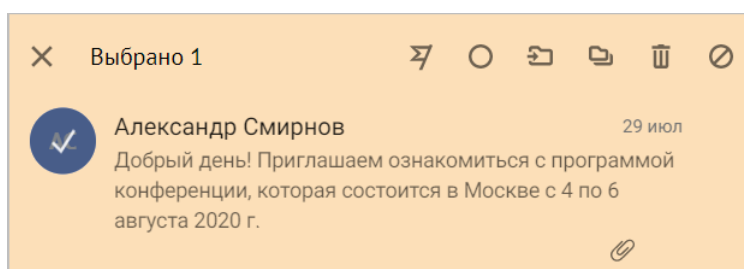 Выбрано 1
Александр Смирнов
29 июл
Добрый день! Приглашаем ознакомиться с программой
конференции, которая состоится в Москве с 4 по 6
августа 2020 г.